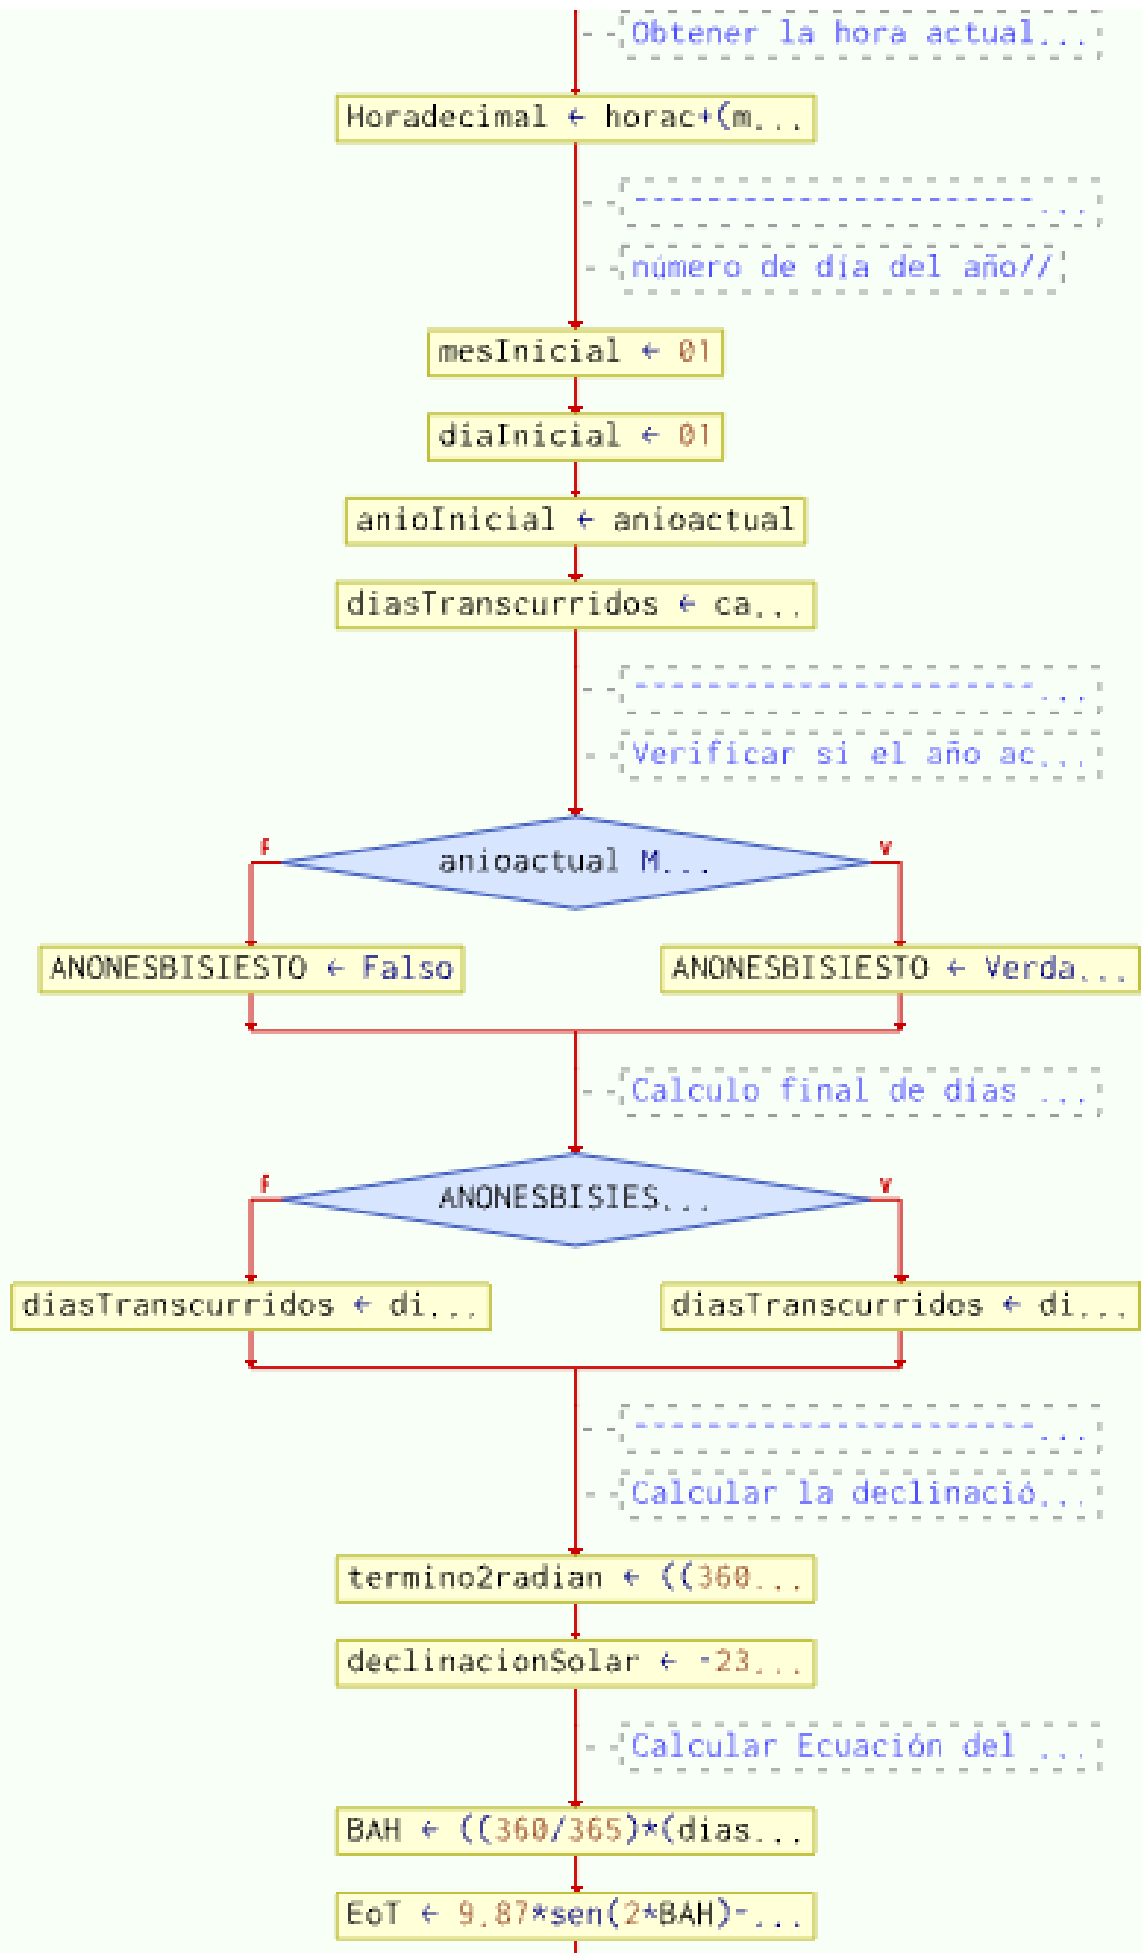 Obtener la hora actual...
Horadecimal ← horac+(m...
----------------------...
número de día del año//
mesInicial ← 01
diaInicial ← 01
anioInicial ← anioactual
diasTranscurridos ← ca...
----------------------...
Verificar si el año ac...
anioactual M...
F
V
ANONESBISIESTO ← Falso
ANONESBISIESTO ← Verda...
Calculo final de días ...
ANONESBISIES...
F
V
diasTranscurridos ← di...
diasTranscurridos ← di...
----------------------...
Calcular la declinació...
termino2radian ← ((360...
declinacionSolar ← -23...
Calcular Ecuación del ...
BAH ← ((360/365)*(dias...
EoT ← 9.87*sen(2*BAH)-...